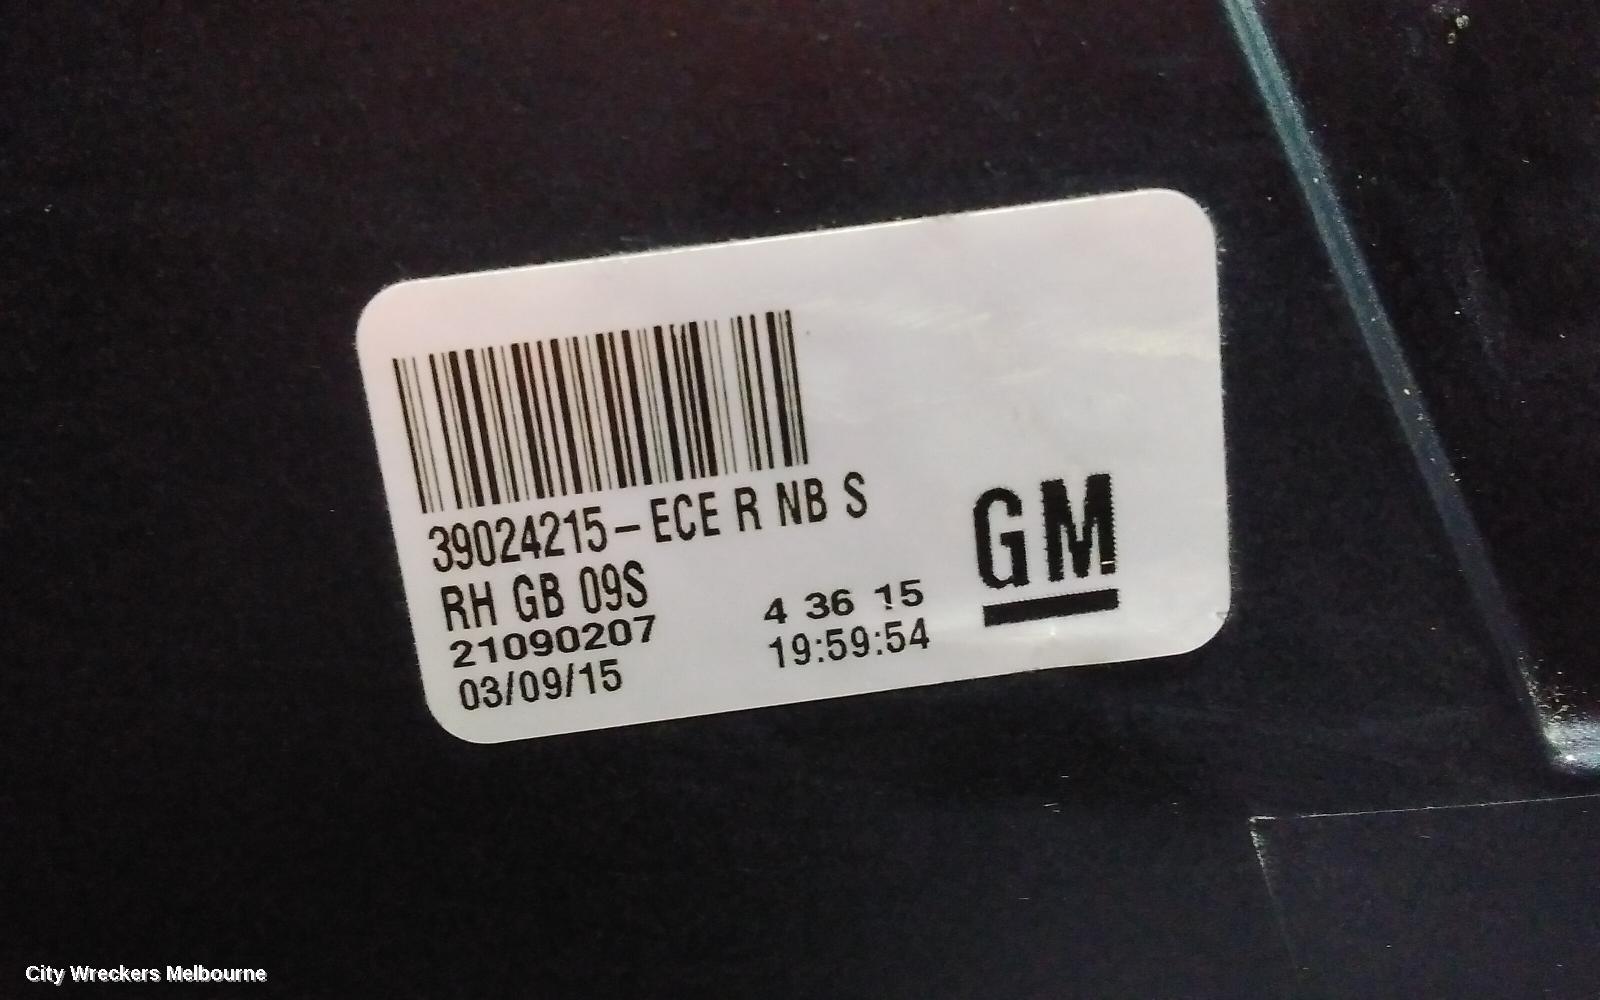 39024215-ECE R NB S
RH GB 09S
21090207
4 36 15
03/09/15
19:59:54
GM
City Wreckers Melbourne